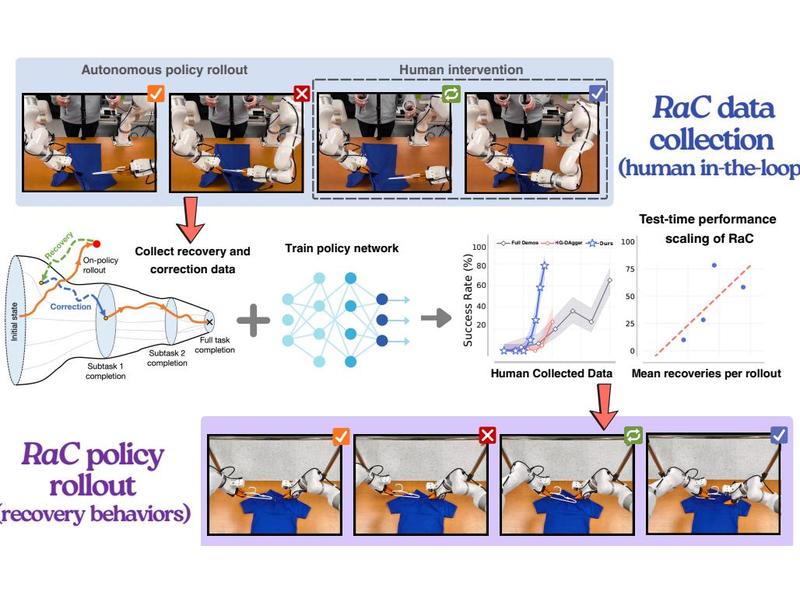 Autonomous policy rollout
Human intervention
RaC data
collection
(human in-the-loop
Collect recovery and
correction data
Train policy network
Test-time performance
scaling of RaC
Recovery
On-policy
rollout
Correction
Initial state
Full task
completion
Subtask 2
completion
Subtask 1
completion
Full Demos
HG-DAgger
Ours
Success Rate (%)
100
80
60
40
20
Human Collected Data
100
75
50
25
0
Mean recoveries per rollout
RaC policy
rollout
(recovery behaviors)